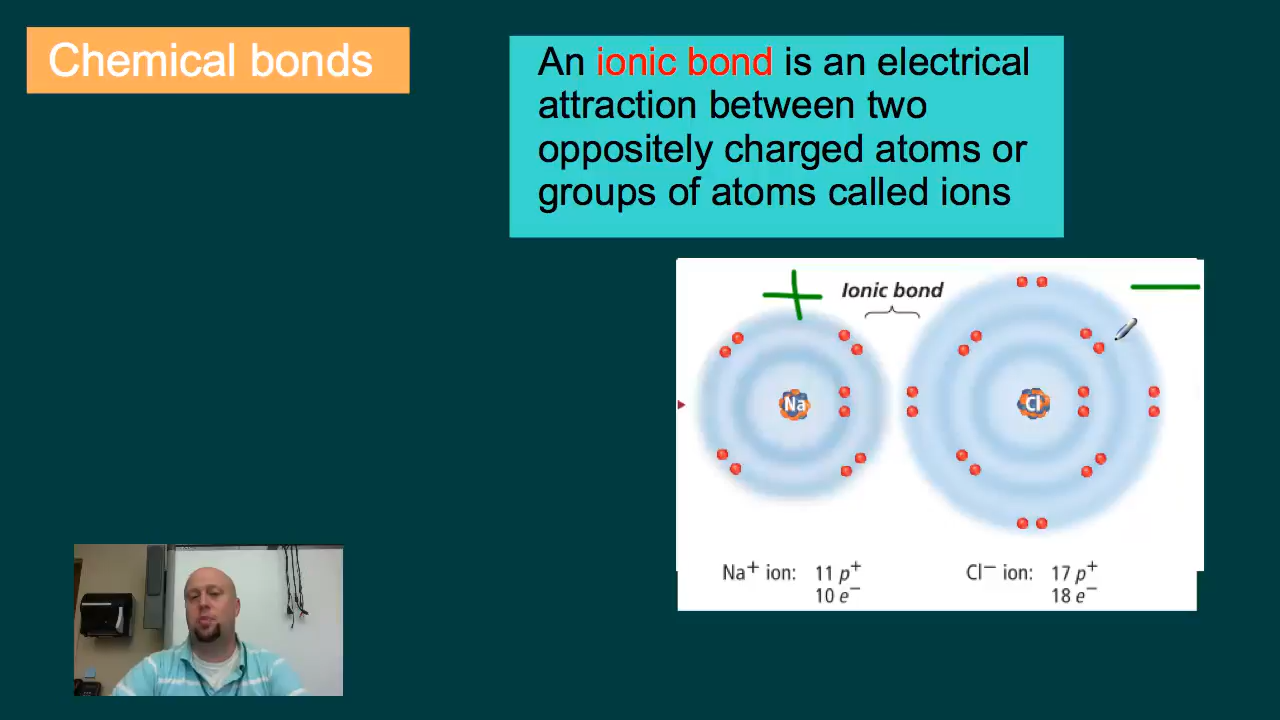 Chemical bonds
An ionic bond is an electrical
attraction between two
oppositely charged atoms or
groups of atoms called ions
+
Ionic bond
—
Na
Cl
Na⁺ ion: 11 p⁺
10 e⁻
Cl⁻ ion: 17 p⁺
18 e⁻